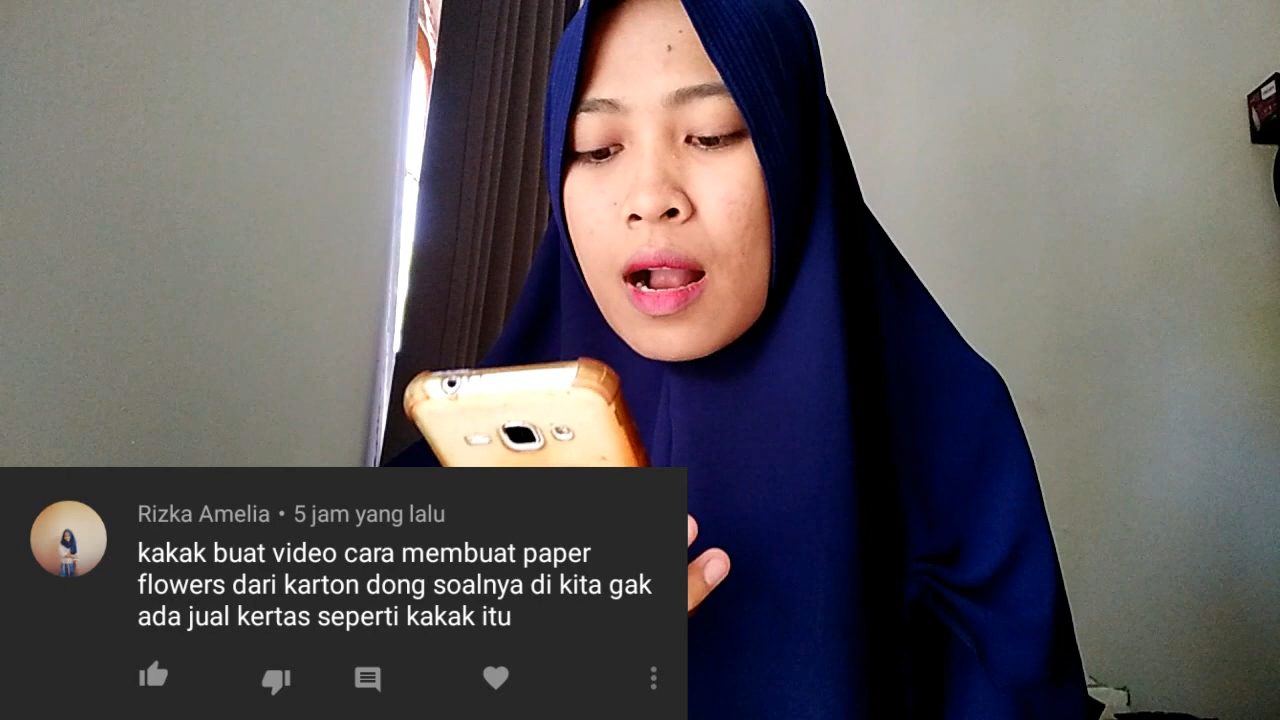 Rizka Amelia • 5 jam yang lalu
kakak buat video cara membuat paper
flowers dari karton dong soalnya di kita gak
ada jual kertas seperti kakak itu